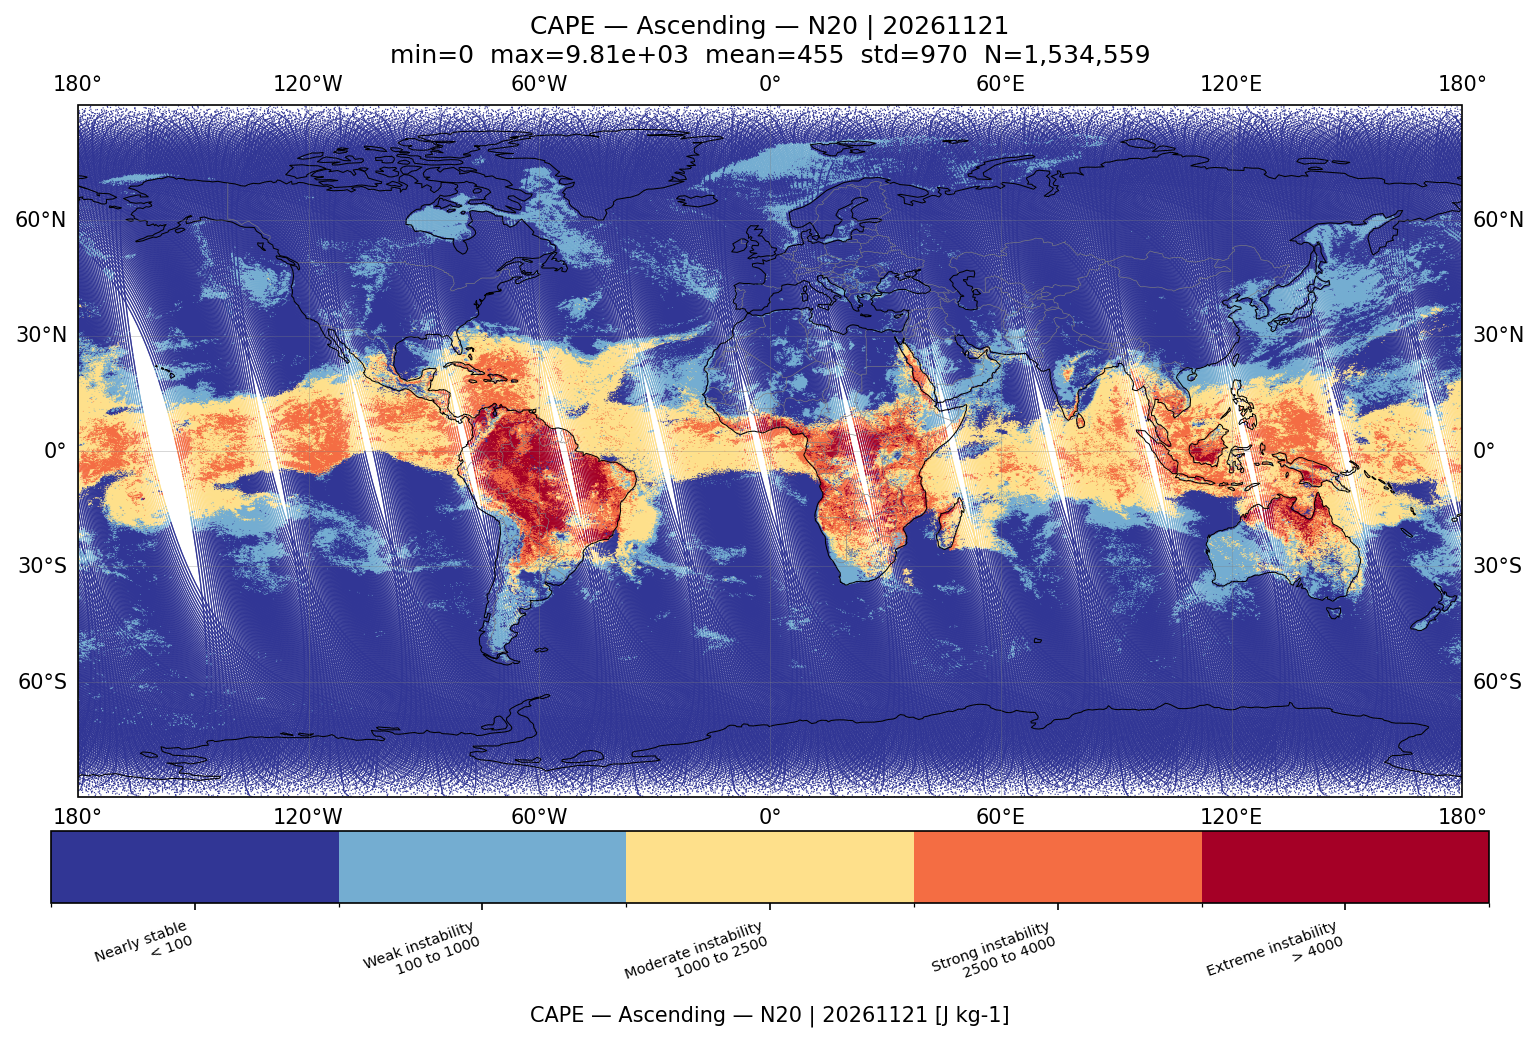 CAPE — Ascending — N20 | 20261121
min=0  max=9.81e+03  mean=455  std=970  N=1,534,559
180° 120°W 60°W 0° 60°E 120°E 180°
60°N 60°N
30°N 30°N
0° 0°
30°S 30°S
60°S 60°S
180° 120°W 60°W 0° 60°E 120°E 180°
Nearly stable
< 100
Weak instability
100 to 1000
Moderate instability
1000 to 2500
Strong instability
2500 to 4000
Extreme instability
> 4000
CAPE — Ascending — N20 | 20261121 [J kg-1]